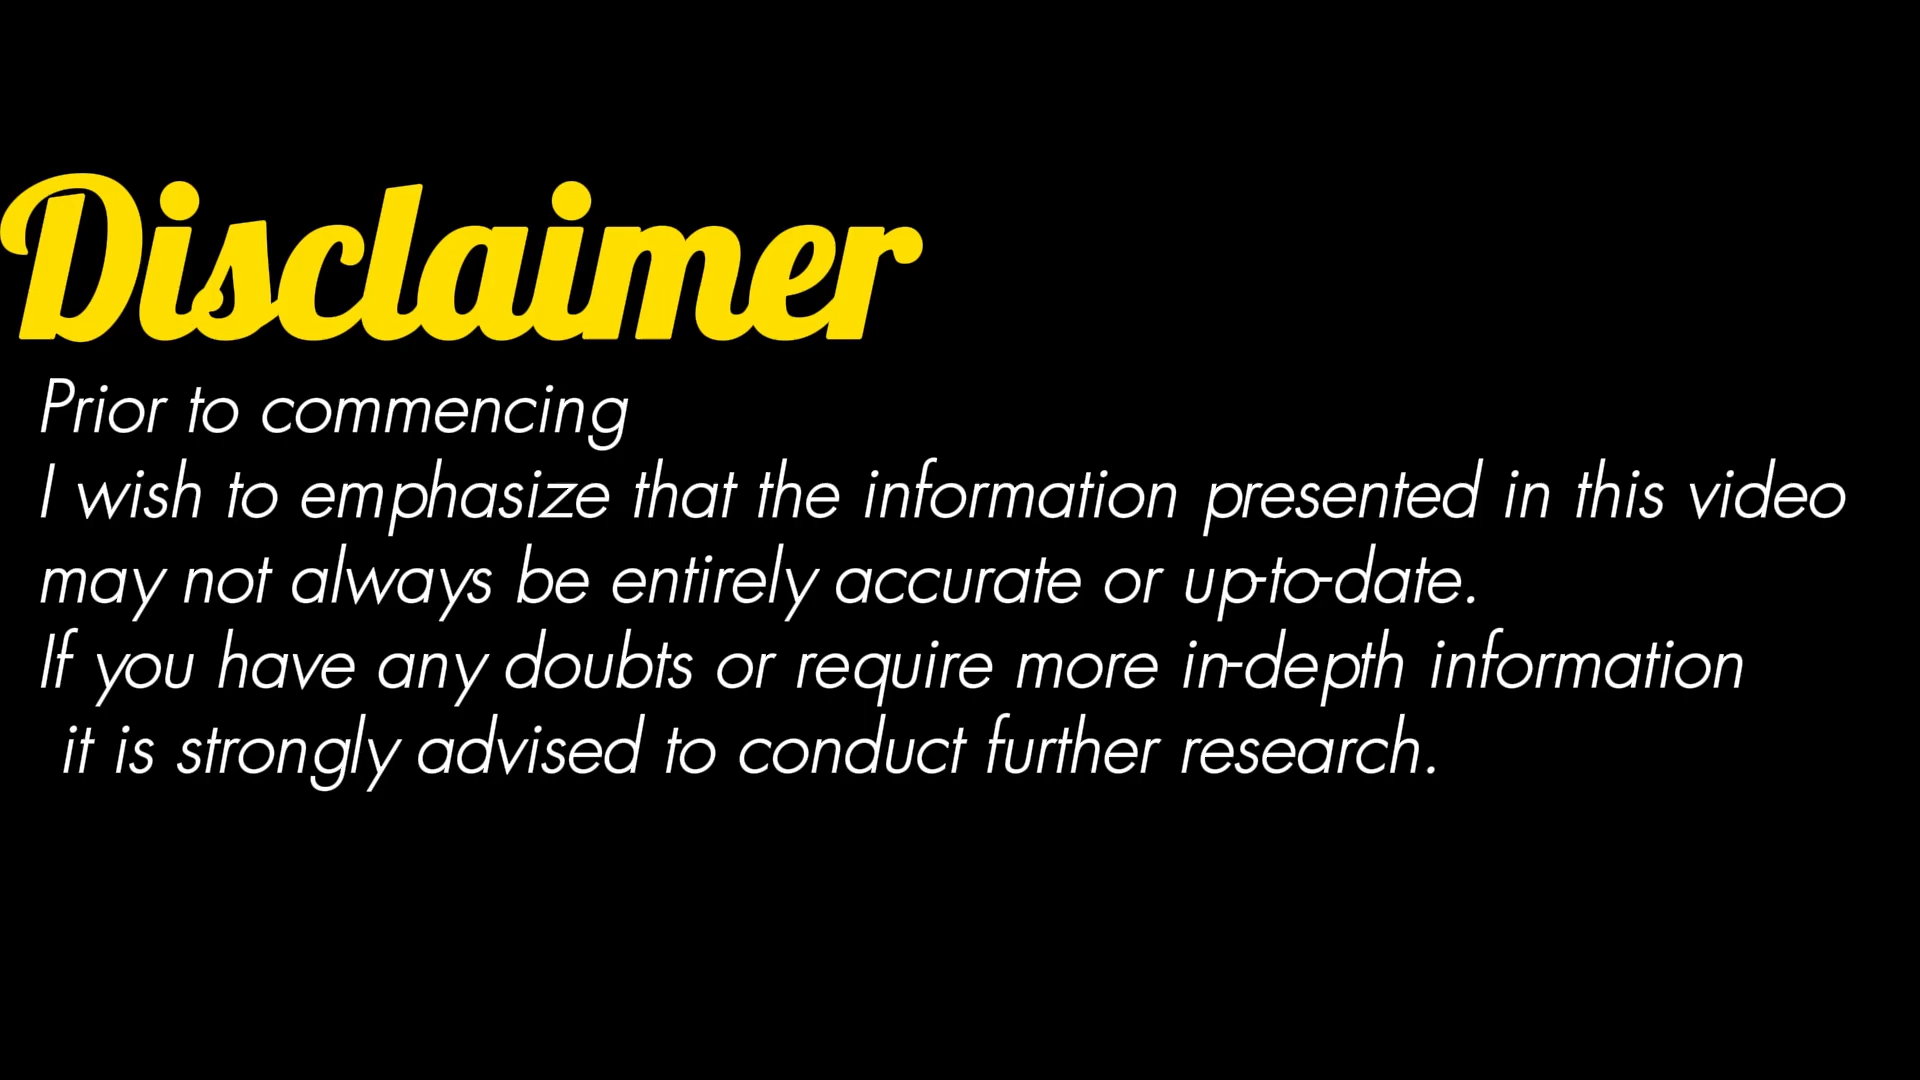 Disclaimer
Prior to commencing
I wish to emphasize that the information presented in this video
may not always be entirely accurate or up-to-date.
If you have any doubts or require more in-depth information
it is strongly advised to conduct further research.